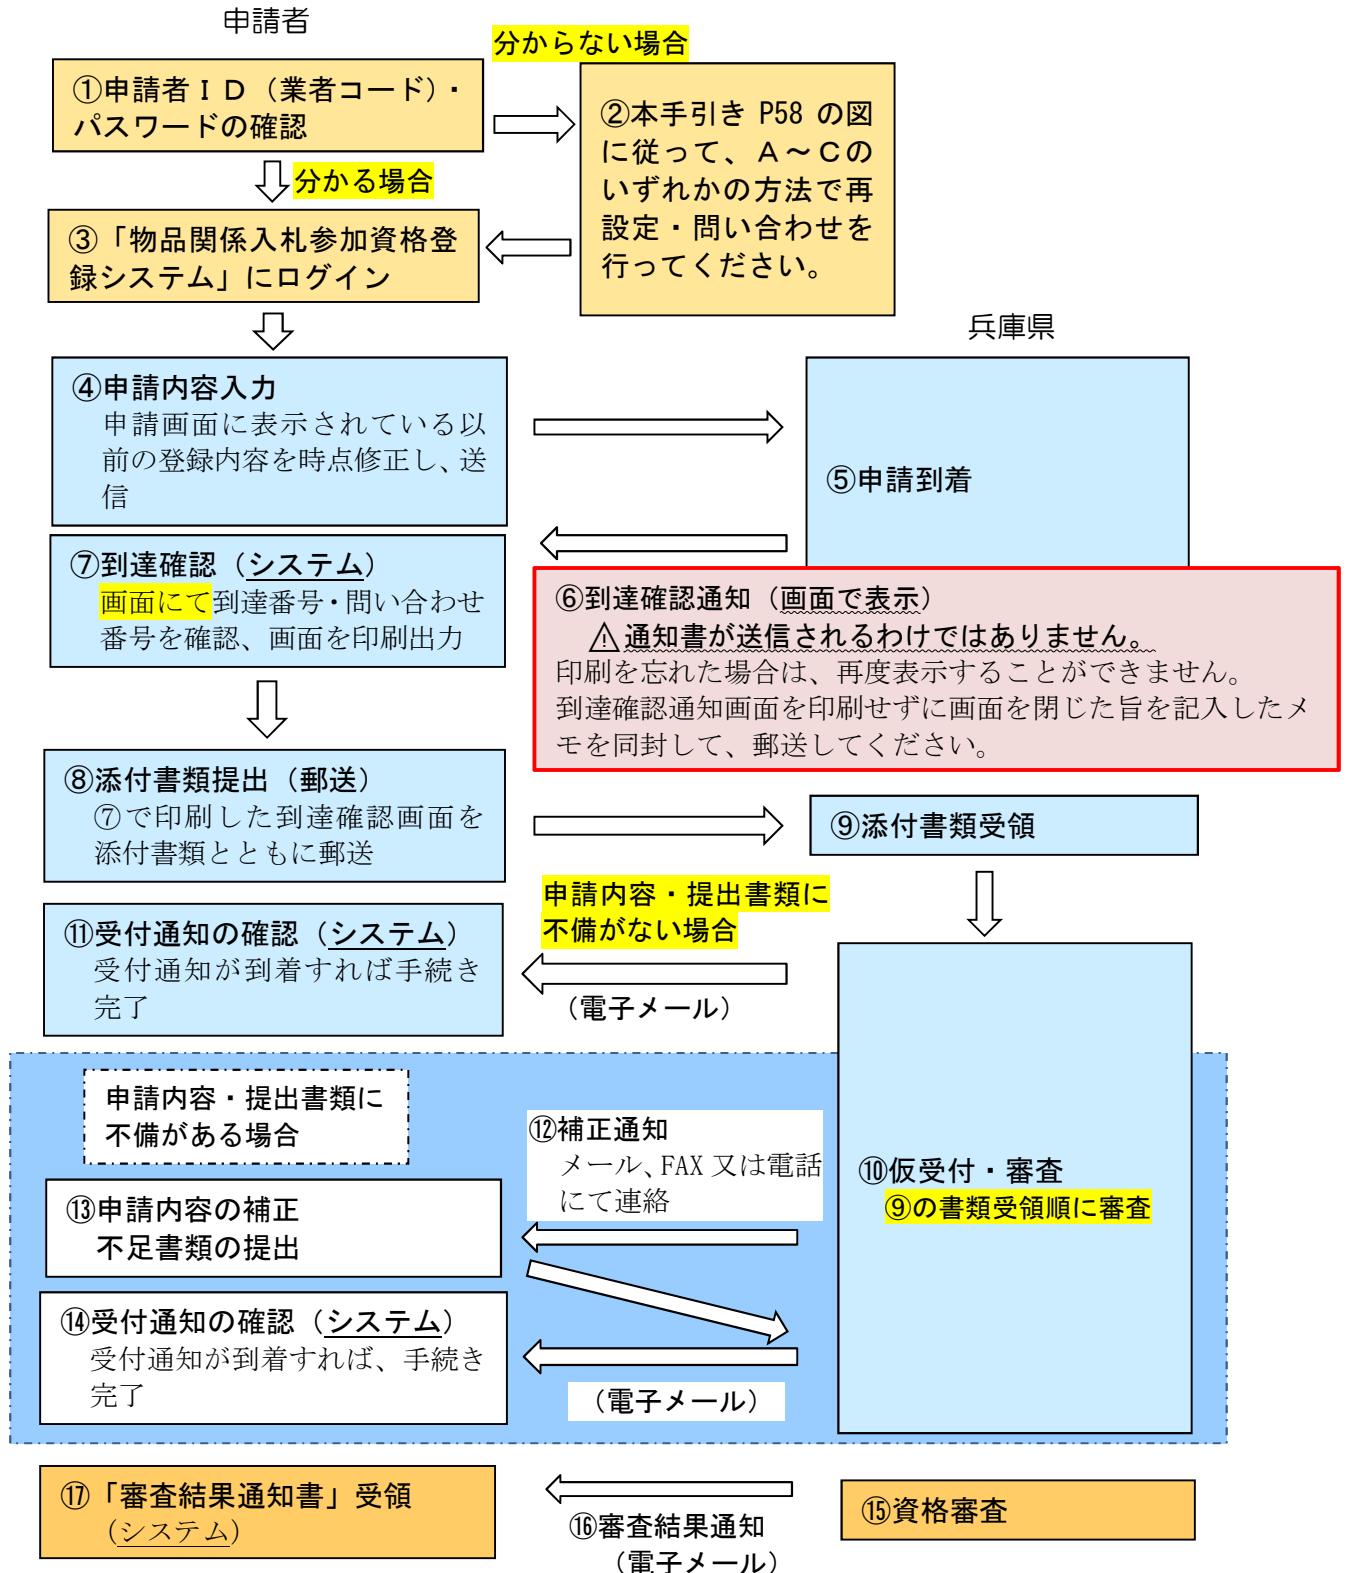 申請者
分からない場合
①申請者ＩＤ（業者コード）・
パスワードの確認
②本手引き P58 の図
に従って、Ａ～Ｃの
いずれかの方法で再
設定・問い合わせを
行ってください。
分かる場合
③「物品関係入札参加資格登
録システム」にログイン
兵庫県
④申請内容入力
申請画面に表示されている以
前の登録内容を時点修正し、送
信
⑤申請到着
⑦到達確認（システム）
画面にて到達番号・問い合わせ
番号を確認、画面を印刷出力
⑥到達確認通知（画面で表示）
⚠通知書が送信されるわけではありません。
印刷を忘れた場合は、再度表示することができません。
到達確認通知画面を印刷せずに画面を閉じた旨を記入したメ
モを同封して、郵送してください。
⑧添付書類提出（郵送）
⑦で印刷した到達確認画面を
添付書類とともに郵送
⑨添付書類受領
申請内容・提出書類に
不備がない場合
（電子メール）
⑪受付通知の確認（システム）
受付通知が到着すれば手続き
完了
申請内容・提出書類に
不備がある場合
⑫補正通知
メール、FAX 又は電話
にて連絡
⑩仮受付・審査
⑨の書類受領順に審査
⑬申請内容の補正
不足書類の提出
⑭受付通知の確認（システム）
受付通知が到着すれば、手続き
完了
（電子メール）
⑰「審査結果通知書」受領
（システム）
⑯審査結果通知
（電子メール）
⑮資格審査